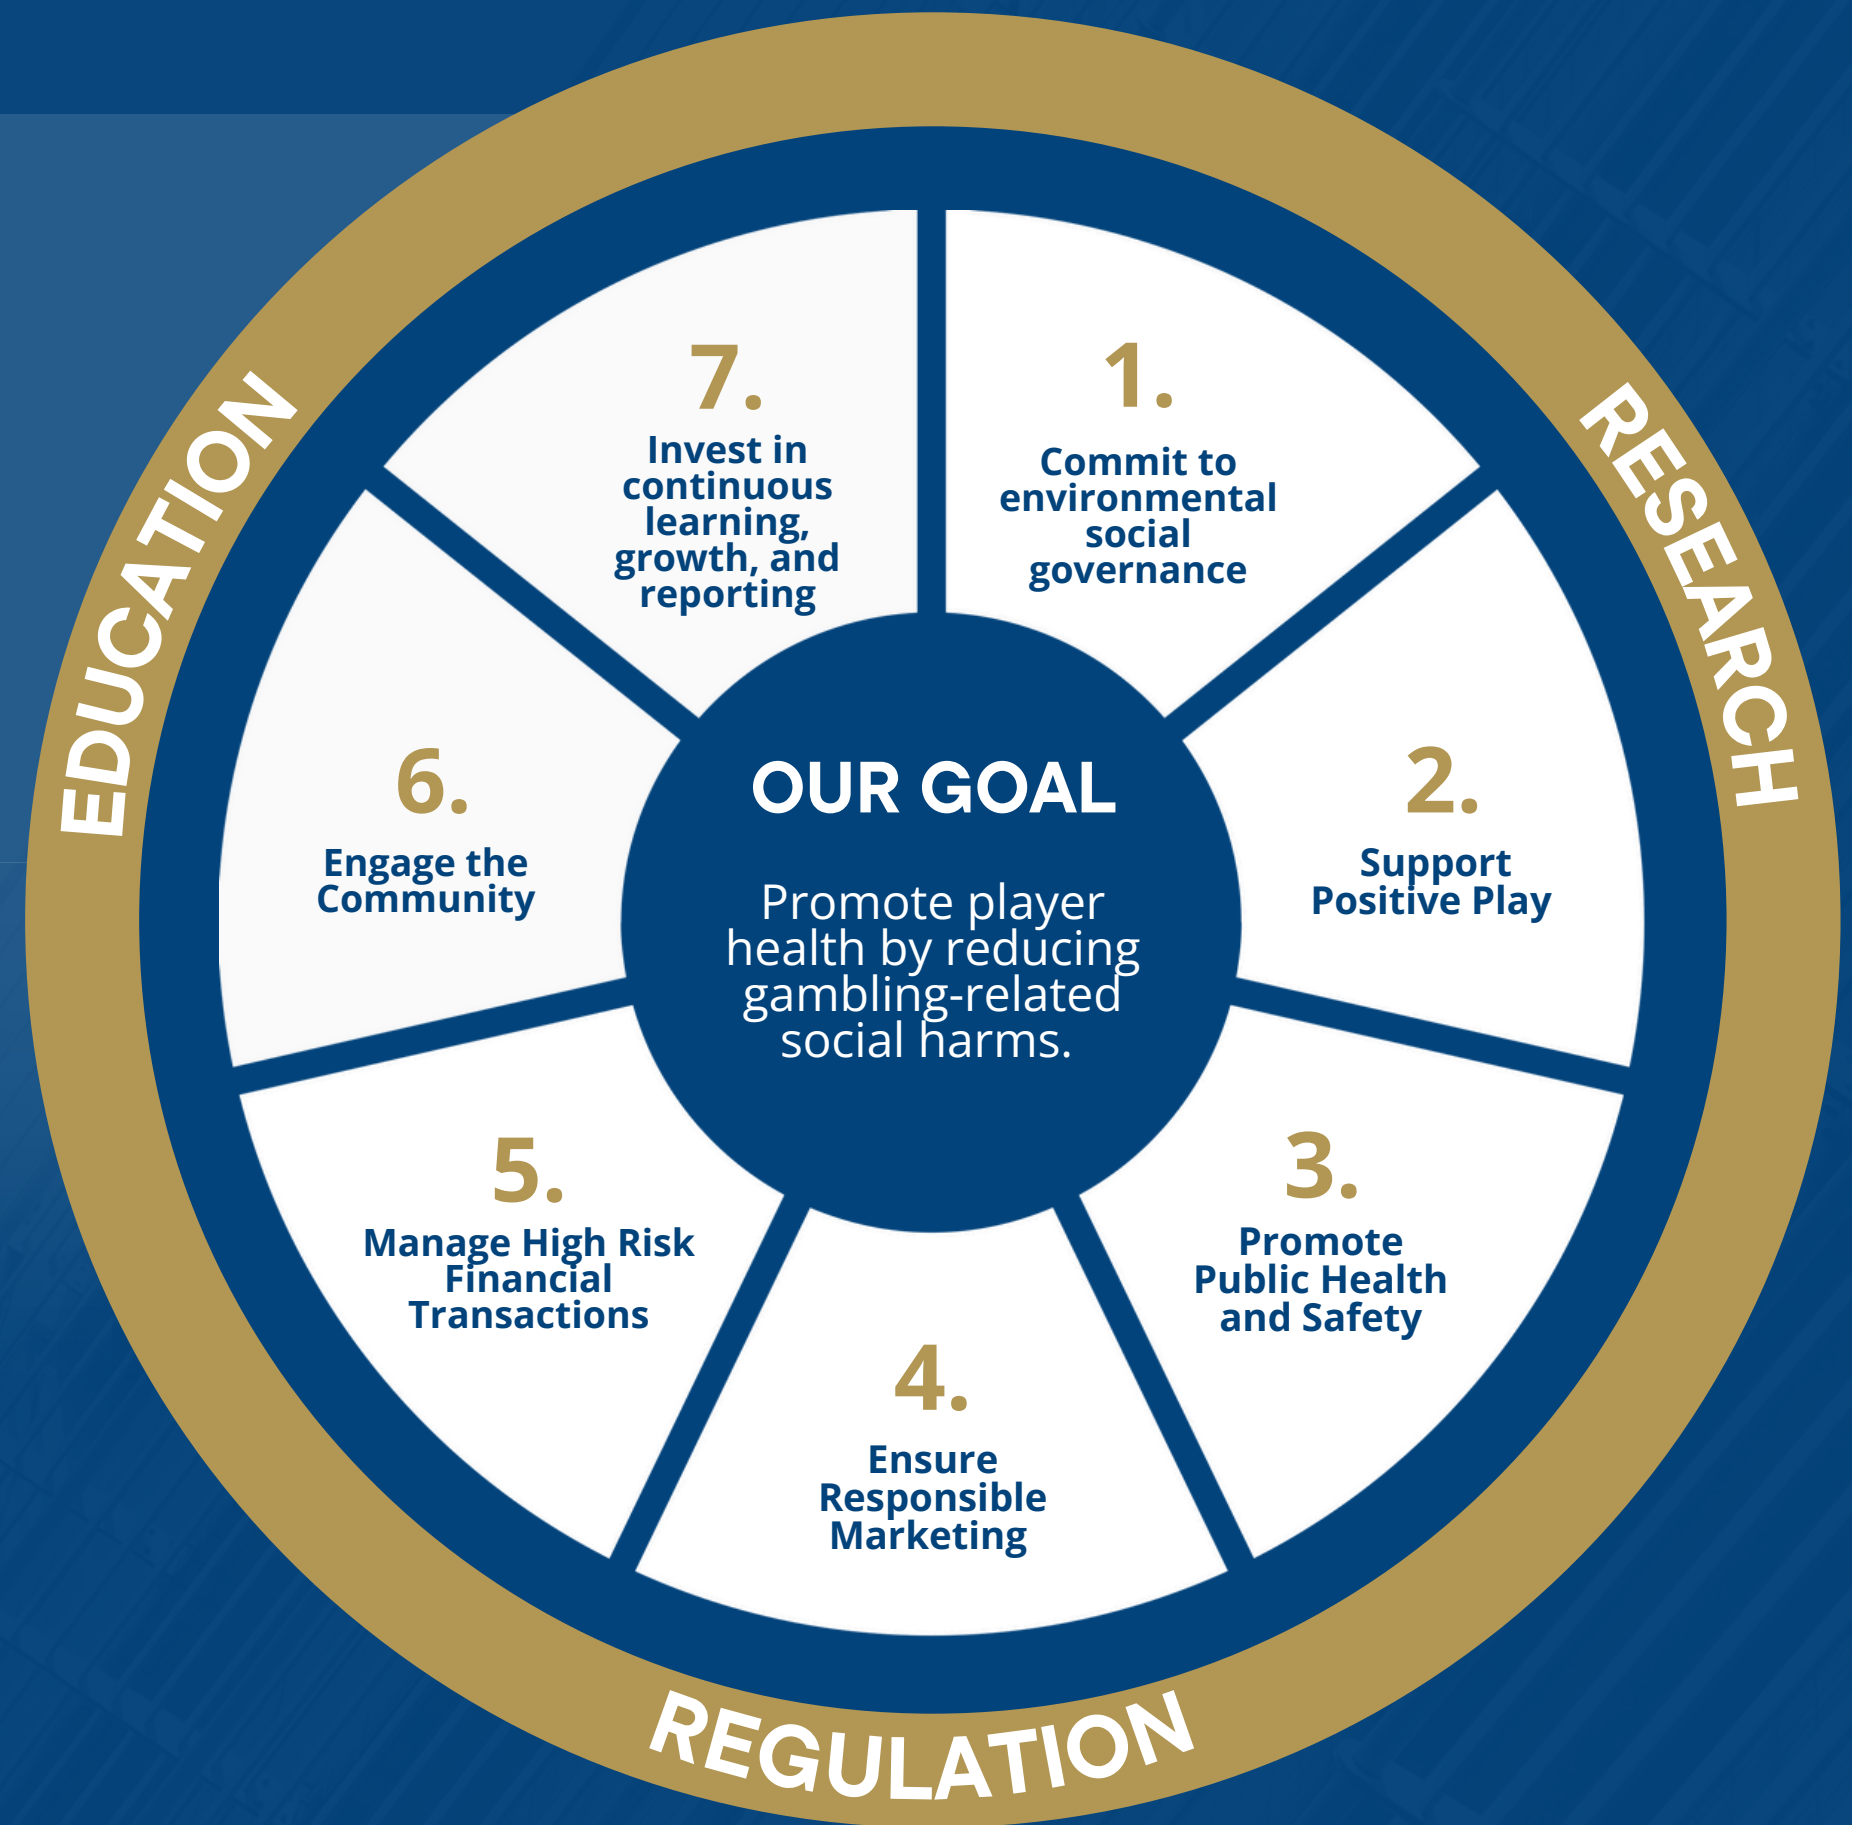 EDUCATION
RESEARCH
REGULATION
OUR GOAL
Promote player
health by reducing
gambling-related
social harms.
1.
Commit to
environmental
social
governance
2.
Support
Positive Play
3.
Promote
Public Health
and Safety
4.
Ensure
Responsible
Marketing
5.
Manage High Risk
Financial
Transactions
6.
Engage the
Community
7.
Invest in
continuous
learning,
growth, and
reporting